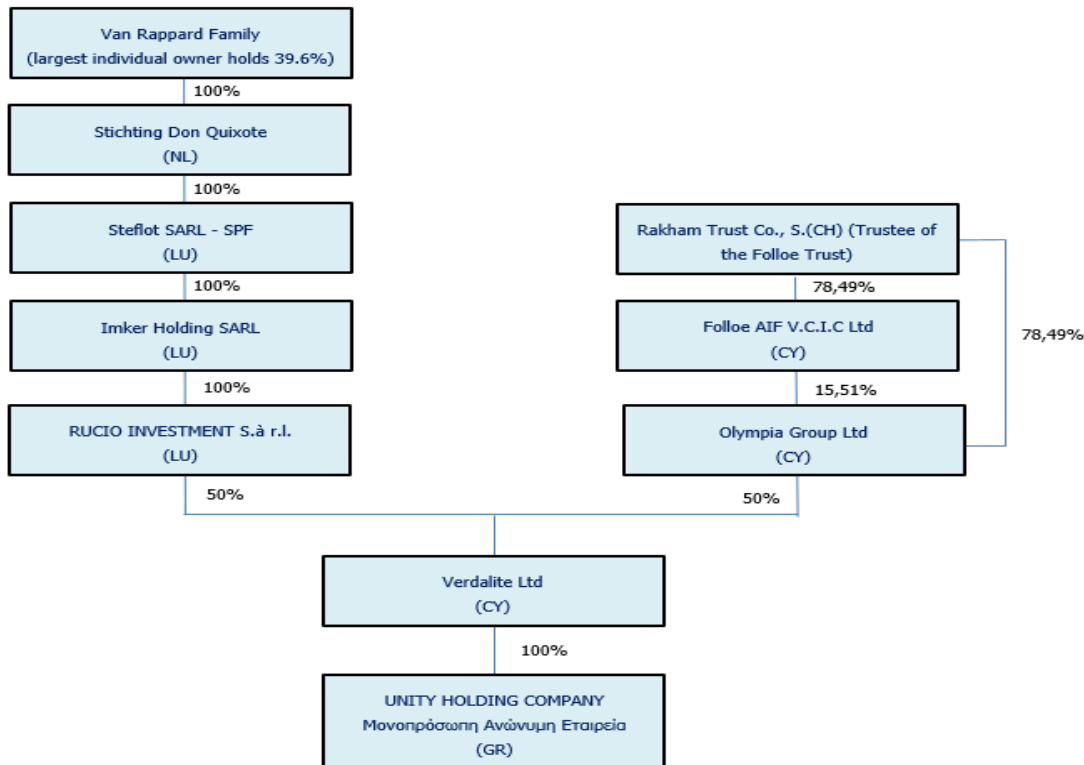 Van Rappard Family
(largest individual owner holds 39.6%)
100%
Stichting Don Quixote
(NL)
100%
Steflot SARL - SPF
(LU)
100%
Imker Holding SARL
(LU)
100%
RUCIO INVESTMENT S.à r.l.
(LU)
50%
Rakham Trust Co., S.(CH) (Trustee of
the Folloe Trust)
78,49%
Folloe AIF V.C.I.C Ltd
(CY)
15,51%
Olympia Group Ltd
(CY)
78,49%
50%
Verdalite Ltd
(CY)
100%
UNITY HOLDING COMPANY
Μονοπρόσωπη Ανώνυμη Εταιρεία
(GR)